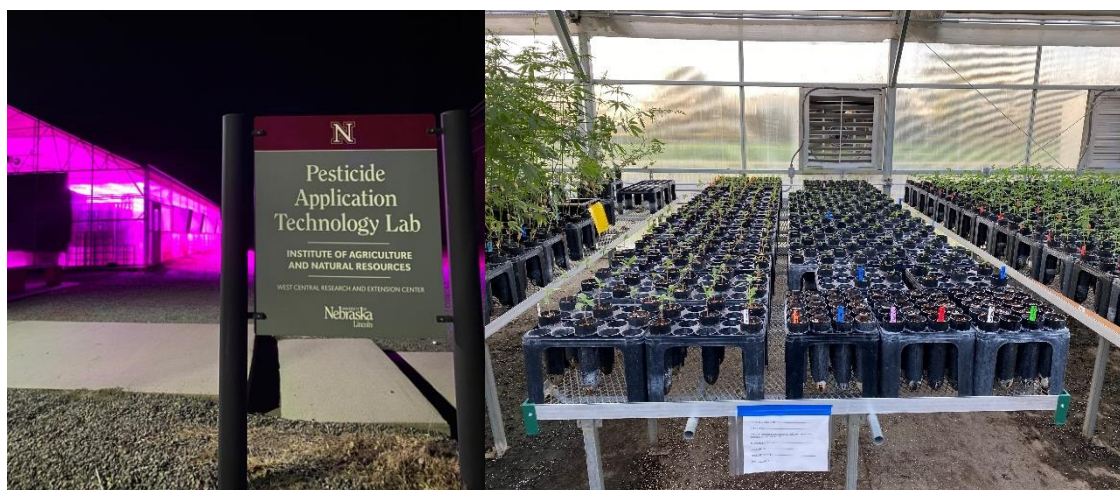 N
Pesticide
Application
Technology Lab
INSTITUTE OF AGRICULTURE
AND NATURAL RESOURCES
WEST CENTRAL RESEARCH AND EXTENSION CENTER
Nebraska
Lincoln